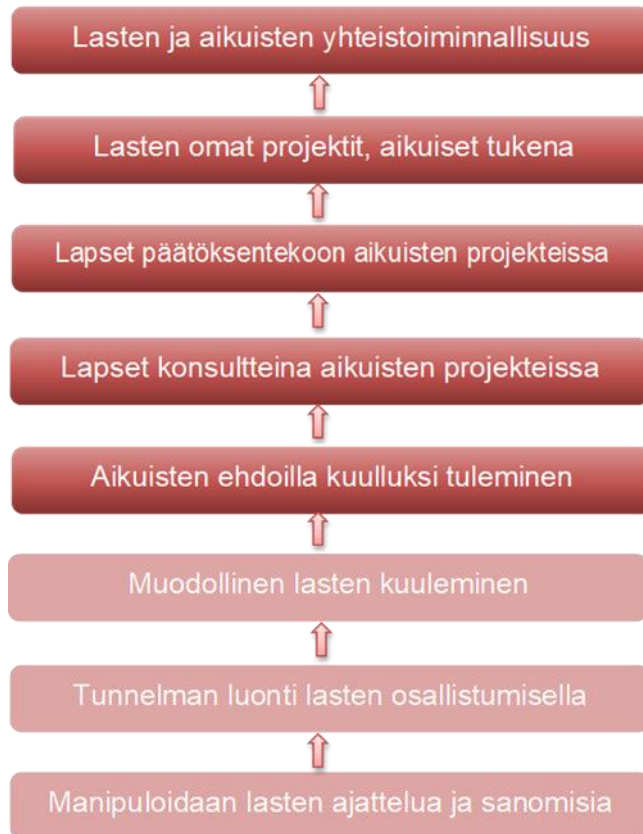 Lasten ja aikuisten yhteistoiminnallisuus
Lasten omat projektit, aikuiset tukena
Lapset päätöksentekoon aikuisten projekteissa
Lapset konsultteina aikuisten projekteissa
Aikuisten ehdoilla kuulluksi tuleminen
Muodollinen lasten kuuleminen
Tunnelman luonti lasten osallistumisella
Manipuloidaan lasten ajattelua ja sanomisia